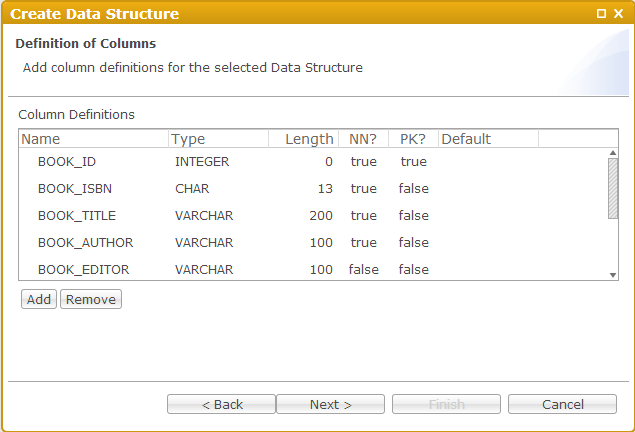 Create Data Structure
Definition of Columns
Add column definitions for the selected Data Structure
Column Definitions
Name Type Length NN? PK? Default
BOOK_ID INTEGER 0 true true
BOOK_ISBN CHAR 13 true false
BOOK_TITLE VARCHAR 200 true false
BOOK_AUTHOR VARCHAR 100 true false
BOOK_EDITOR VARCHAR 100 false false
Add Remove
< Back Next > Finish Cancel